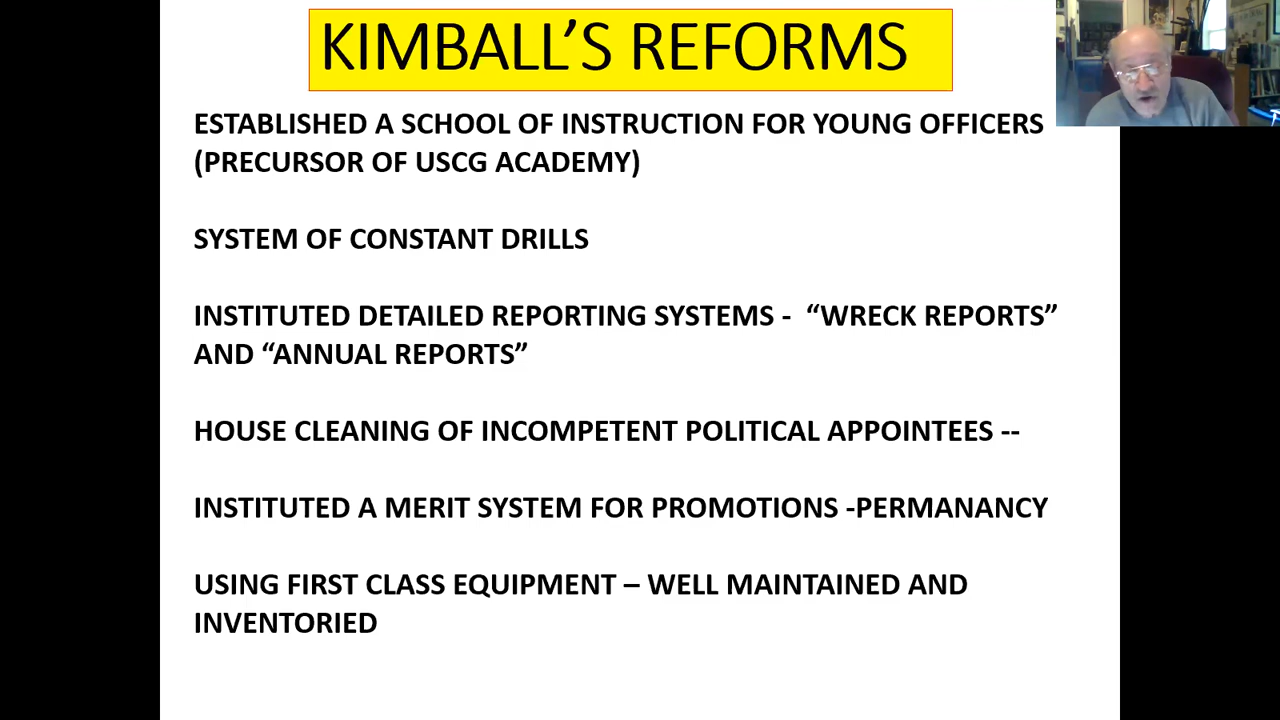 KIMBALL’S REFORMS
ESTABLISHED A SCHOOL OF INSTRUCTION FOR YOUNG OFFICERS
(PRECURSOR OF USCG ACADEMY)
SYSTEM OF CONSTANT DRILLS
INSTITUTED DETAILED REPORTING SYSTEMS -  “WRECK REPORTS”
AND “ANNUAL REPORTS”
HOUSE CLEANING OF INCOMPETENT POLITICAL APPOINTEES --
INSTITUTED A MERIT SYSTEM FOR PROMOTIONS -PERMANANCY
USING FIRST CLASS EQUIPMENT – WELL MAINTAINED AND
INVENTORIED